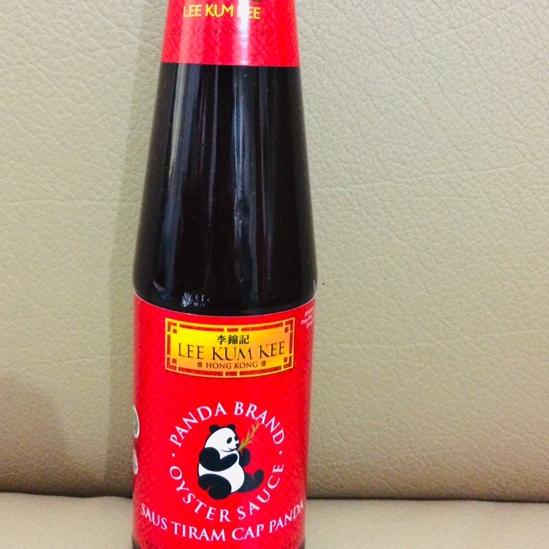 LEE KUM KEE
李錦記
LEE KUM KEE
香 HONG KONG 港
PANDA BRAND
OYSTER SAUCE
SAUS TIRAM CAP PANDA